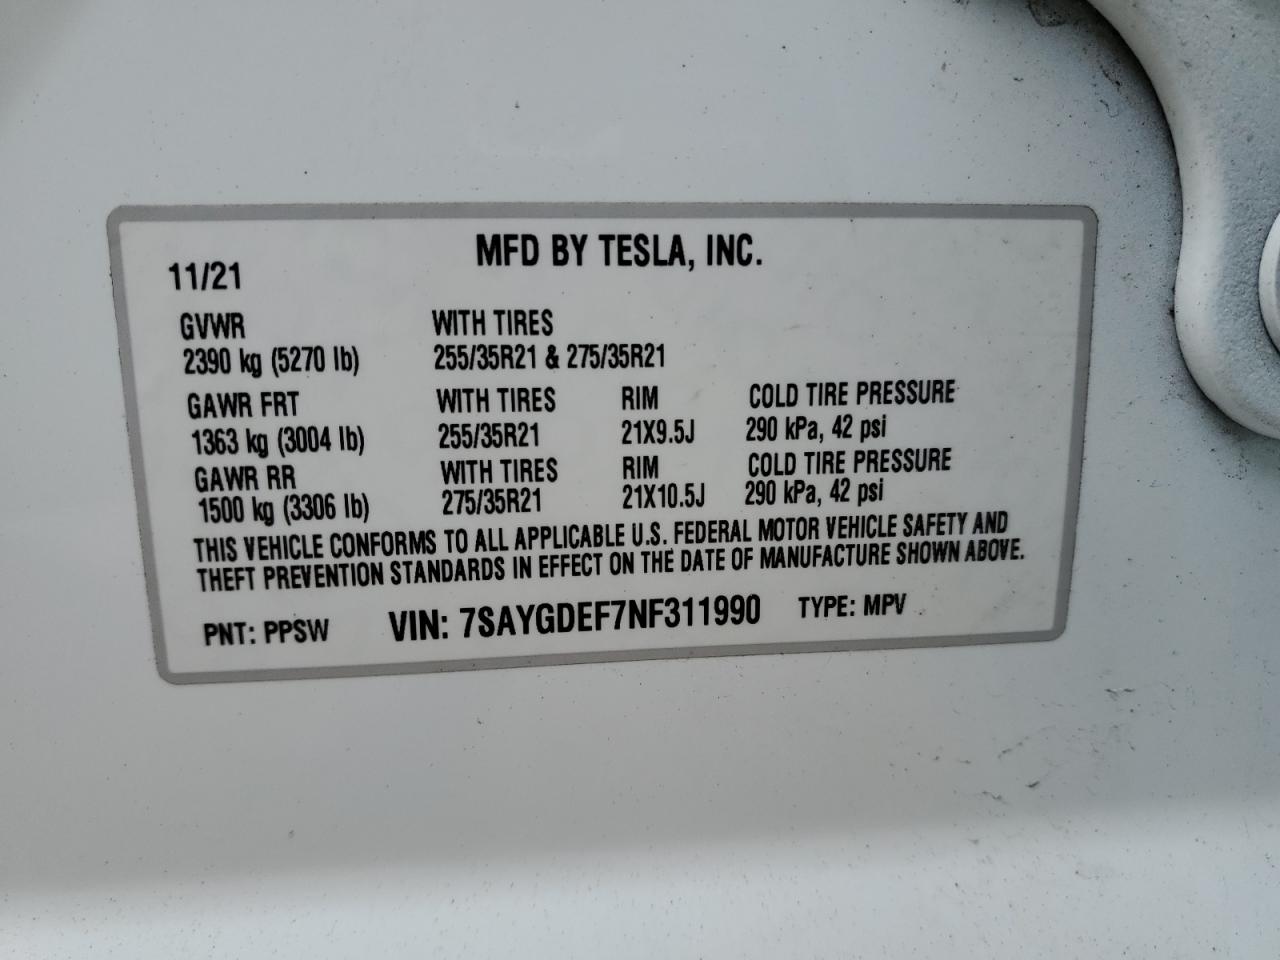 MFD BY TESLA, INC.
11/21
GVWR WITH TIRES
2390 kg (5270 lb) 255/35R21 & 275/35R21
GAWR FRT WITH TIRES RIM COLD TIRE PRESSURE
1363 kg (3004 lb) 255/35R21 21X9.5J 290 kPa, 42 psi
GAWR RR WITH TIRES RIM COLD TIRE PRESSURE
1500 kg (3306 lb) 275/35R21 21X10.5J 290 kPa, 42 psi
THIS VEHICLE CONFORMS TO ALL APPLICABLE U.S. FEDERAL MOTOR VEHICLE SAFETY AND
THEFT PREVENTION STANDARDS IN EFFECT ON THE DATE OF MANUFACTURE SHOWN ABOVE.
PNT: PPSW VIN: 7SAYGDEF7NF311990 TYPE: MPV